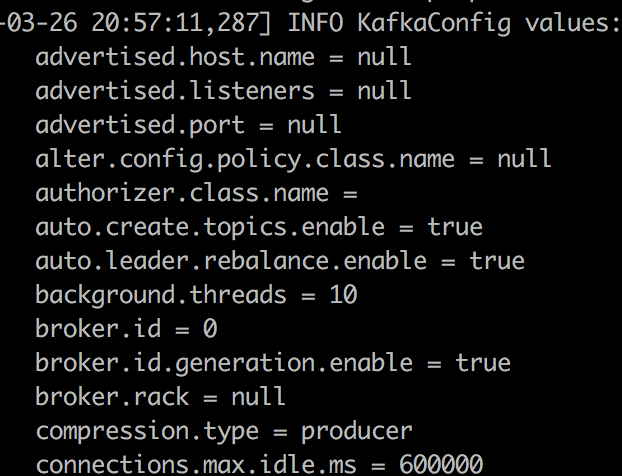 -03-26 20:57:11,287] INFO KafkaConfig values:
advertised.host.name = null
advertised.listeners = null
advertised.port = null
alter.config.policy.class.name = null
authorizer.class.name =
auto.create.topics.enable = true
auto.leader.rebalance.enable = true
background.threads = 10
broker.id = 0
broker.id.generation.enable = true
broker.rack = null
compression.type = producer
connections.max.idle.ms = 600000